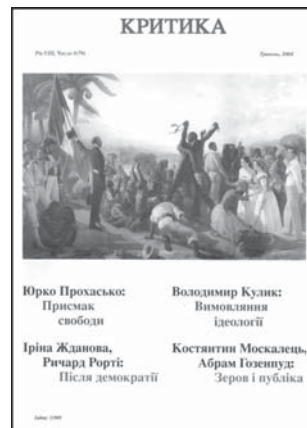 КРИТИКА
Юрко Прохасько:
Присмак
свободи
Володимир Кулик:
Вимовляння
ідеології
Ірина Жданова,
Ричард Рорті:
Після демократії
Костянтин Москалець,
Абрам Гозенпуд:
Зеров і публіка